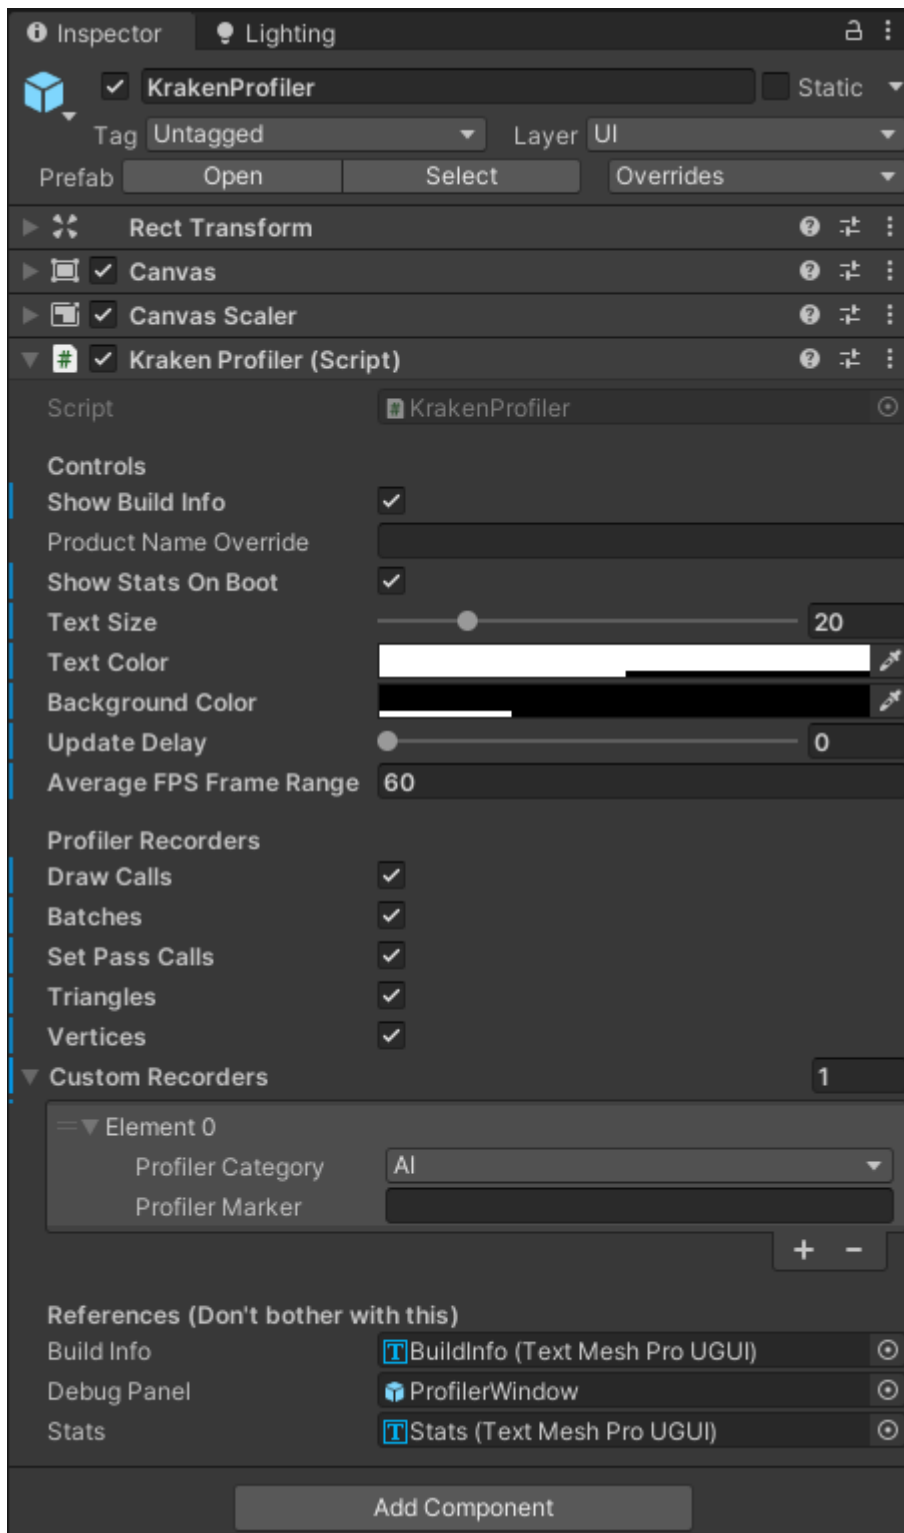 Inspector Lighting
KrakenProfiler Static
Tag Untagged Layer UI
Prefab Open Select Overrides
Rect Transform
Canvas
Canvas Scaler
# Kraken Profiler (Script)
Script # KrakenProfiler
Controls
Show Build Info
Product Name Override
Show Stats On Boot
Text Size 20
Text Color
Background Color
Update Delay 0
Average FPS Frame Range 60
Profiler Recorders
Draw Calls
Batches
Set Pass Calls
Triangles
Vertices
Custom Recorders 1
Element 0
Profiler Category AI
Profiler Marker
+ −
References (Don't bother with this)
Build Info TBuildInfo (Text Mesh Pro UGUI)
Debug Panel ProfilerWindow
Stats TStats (Text Mesh Pro UGUI)
Add Component